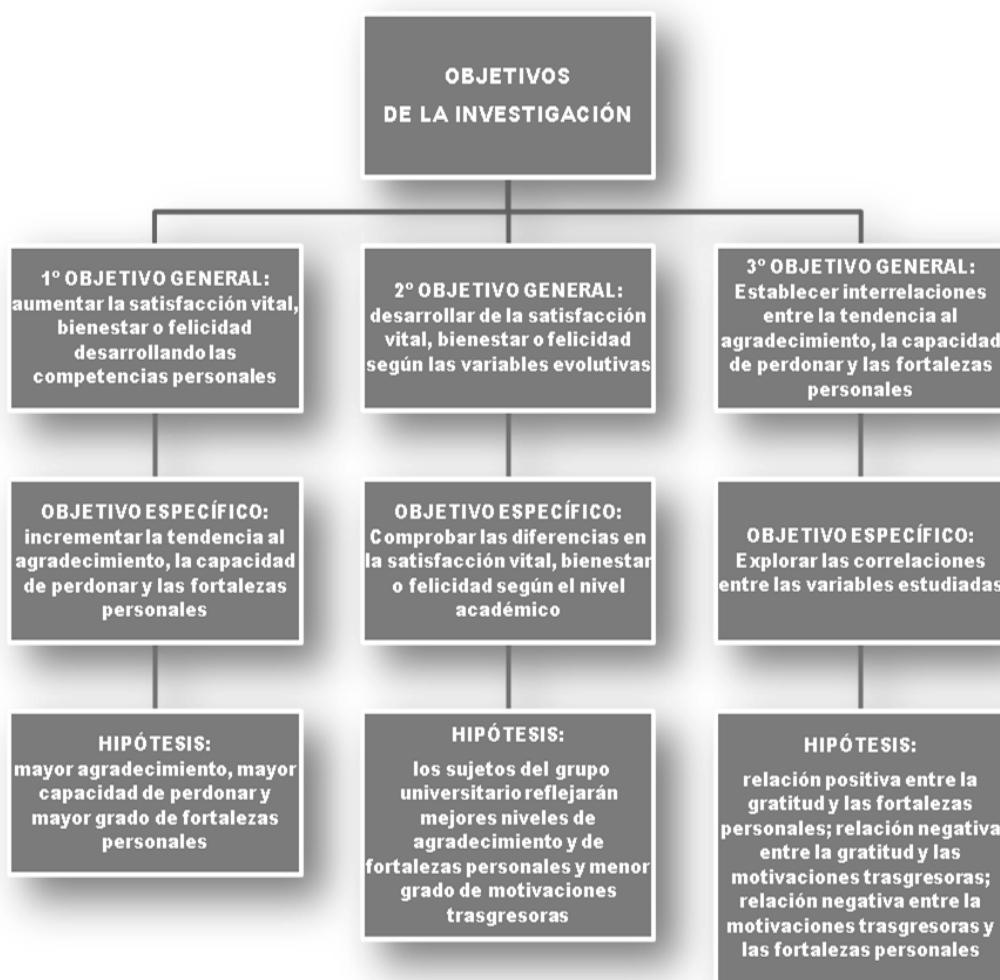 OBJETIVOS
DE LA INVESTIGACIÓN
1º OBJETIVO GENERAL:
aumentar la satisfacción vital,
bienestar o felicidad
desarrollando las
competencias personales
2º OBJETIVO GENERAL:
desarrollar de la satisfacción
vital, bienestar o felicidad
según las variables evolutivas
3º OBJETIVO GENERAL:
Establecer interrelaciones
entre la tendencia al
agradecimiento, la capacidad
de perdonar y las fortalezas
personales
OBJETIVO ESPECÍFICO:
incrementar la tendencia al
agradecimiento, la capacidad
de perdonar y las fortalezas
personales
OBJETIVO ESPECÍFICO:
Comprobar las diferencias en
la satisfacción vital, bienestar
o felicidad según el nivel
académico
OBJETIVO ESPECÍFICO:
Explorar las correlaciones
entre las variables estudiadas
HIPÓTESIS:
mayor agradecimiento, mayor
capacidad de perdonar y
mayor grado de fortalezas
personales
HIPÓTESIS:
los sujetos del grupo
universitario reflejarán
mejores niveles de
agradecimiento y de
fortalezas personales y menor
grado de motivaciones
trasgresoras
HIPÓTESIS:
relación positiva entre la
gratitud y las fortalezas
personales; relación negativa
entre la gratitud y las
motivaciones trasgresoras;
relación negativa entre la
motivaciones trasgresoras y
las fortalezas personales